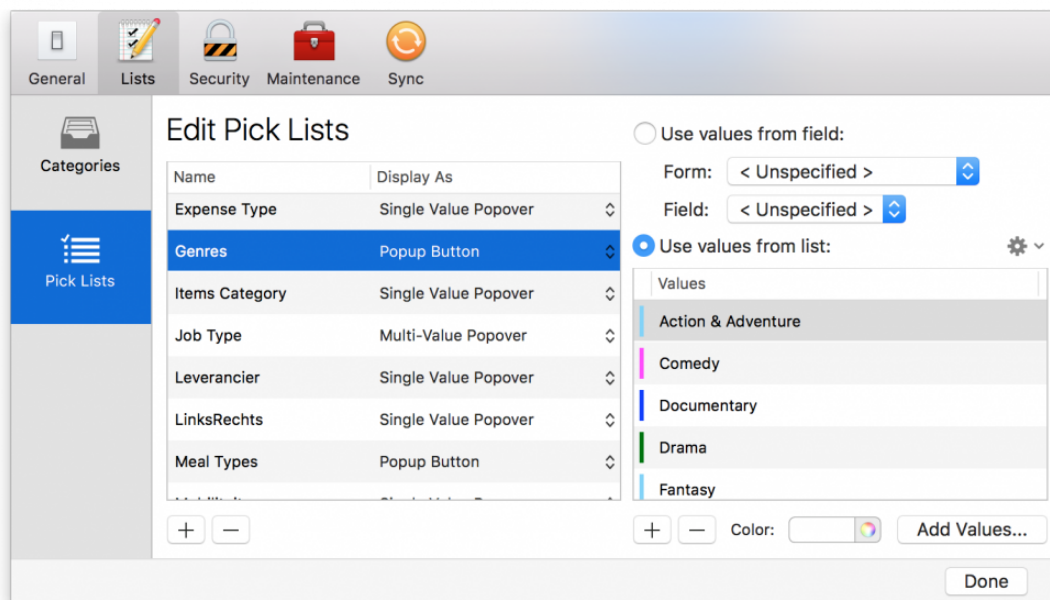 General Lists Security Maintenance Sync
Categories
Pick Lists
Edit Pick Lists
Name Display As
Expense Type Single Value Popover
Genres Popup Button
Items Category Single Value Popover
Job Type Multi-Value Popover
Leverancier Single Value Popover
LinksRechts Single Value Popover
Meal Types Popup Button
Use values from field:
Form: < Unspecified >
Field: < Unspecified >
Use values from list:
Values
Action & Adventure
Comedy
Documentary
Drama
Fantasy
Color: Add Values...
Done